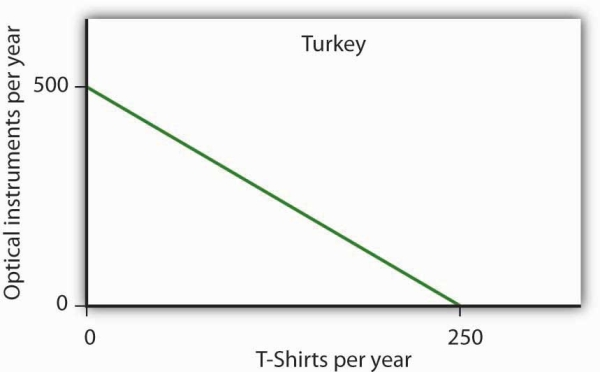 Turkey
Optical instruments per year
500
0
0
250
T-Shirts per year